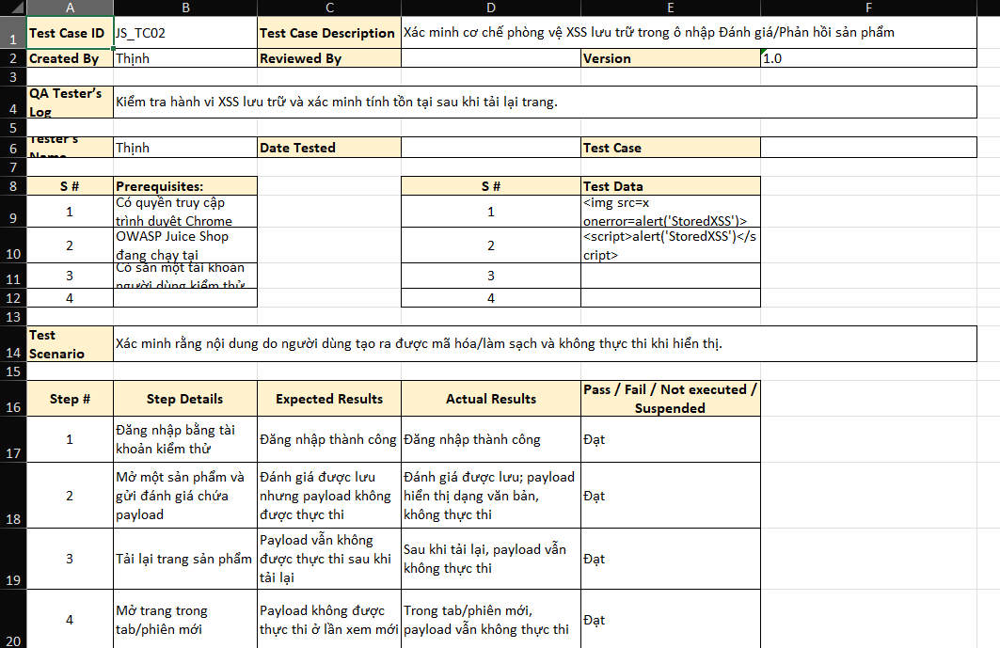 A B C D E F
1 Test Case ID JS_TC02 Test Case Description Xác minh cơ chế phòng vệ XSS lưu trữ trong ô nhập Đánh giá/Phản hồi sản phẩm
2 Created By Thịnh Reviewed By Version 1.0
3
QA Tester’s
4 Log Kiểm tra hành vi XSS lưu trữ và xác minh tính tồn tại sau khi tải lại trang.
5
Tester’s
6 Name Thịnh Date Tested Test Case
7
8 S # Prerequisites: S # Test Data
9 1 Có quyền truy cập
trình duyệt Chrome
1 <img src=x
onerror=alert('StoredXSS')>
10 2 OWASP Juice Shop
đang chạy tại
2 <script>alert('StoredXSS')</s
cript>
11 3 Có sẵn một tài khoản
người dùng kiểm thử
3
12 4 4
13
14 Test
Scenario
Xác minh rằng nội dung do người dùng tạo ra được mã hóa/làm sạch và không thực thi khi hiển thị.
15
16 Step # Step Details Expected Results Actual Results Pass / Fail / Not executed /
Suspended
17 1 Đăng nhập bằng tài
khoản kiểm thử
Đăng nhập thành công
Đăng nhập thành công
Đạt
18 2 Mở một sản phẩm và
gửi đánh giá chứa
payload
Đánh giá được lưu
nhưng payload không
được thực thi
Đánh giá được lưu; payload
hiển thị dạng văn bản,
không thực thi
Đạt
19 3 Tải lại trang sản phẩm
Payload vẫn không
được thực thi sau khi
tải lại
Sau khi tải lại, payload vẫn
không thực thi
Đạt
20 4 Mở trang trong
tab/phiên mới
Payload không được
thực thi ở lần xem mới
Trong tab/phiên mới,
payload vẫn không thực thi
Đạt